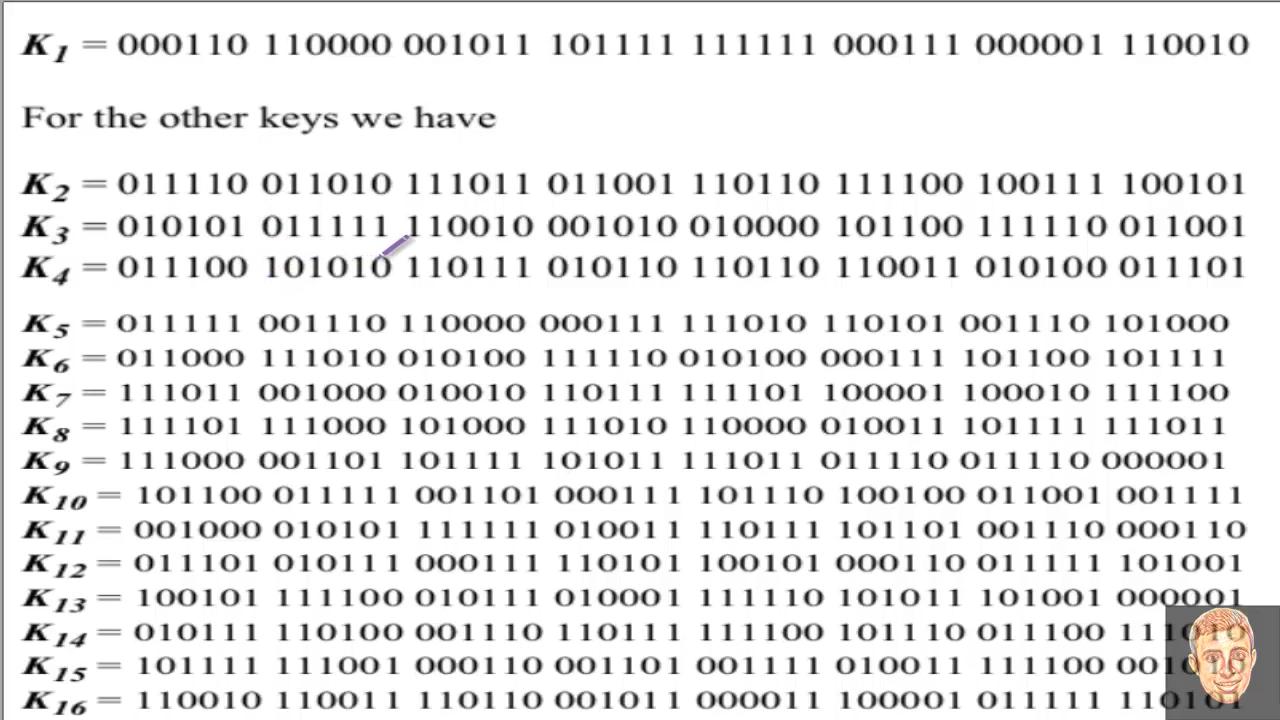 K1 = 000110 110000 001011 101111 111111 000111 000001 110010
For the other keys we have
K2 = 011110 011010 111011 011001 110110 111100 100111 100101
K3 = 010101 011111 110010 001010 010000 101100 111110 011001
K4 = 011100 101010 110111 010110 110110 110011 010100 011101
K5 = 011111 001110 110000 000111 111010 110101 001110 101000
K6 = 011000 111010 010100 111110 010100 000111 101100 101111
K7 = 111011 001000 010010 110111 111101 100001 100010 111100
K8 = 111101 111000 101000 111010 110000 010011 101111 111011
K9 = 111000 001101 101111 101011 111011 011110 011110 000001
K10 = 101100 011111 001101 000111 101110 100100 011001 001111
K11 = 001000 010101 111111 010011 110111 101101 001110 000110
K12 = 011101 010111 000111 110101 100101 000110 011111 101001
K13 = 100101 111100 010111 010001 111110 101011 101001 000001
K14 = 010111 110100 001110 110111 111100 101110 011100 111010
K15 = 101111 111001 000110 001101 001111 010011 111100
K16 = 110010 110011 110110 001011 000011 100001 011111 110101